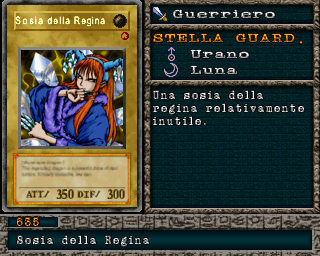 Sosia della Regina
ATT/ 350 DIF/ 300
Guerriero
STELLA GUARD.
Urano
Luna
Una sosia della
regina relativamente
inutile.
635
Sosia della Regina